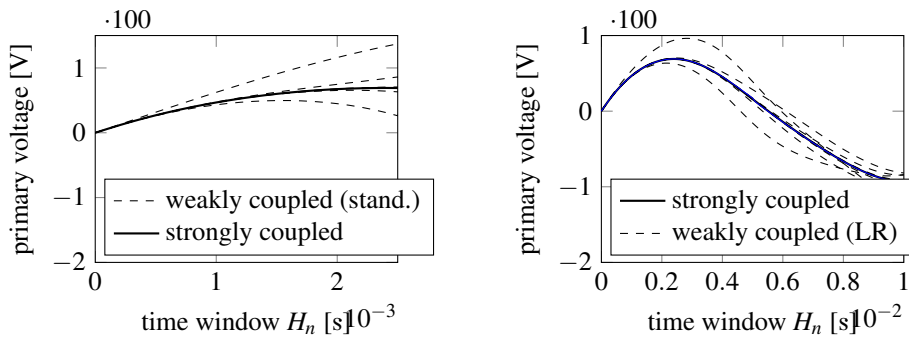 ·100
1
0
−1
−2
primary voltage [V]
weakly coupled (stand.)
strongly coupled
0 1 2
time window Hn [s]10−3
·100
1
0
−1
−2
primary voltage [V]
strongly coupled
weakly coupled (LR)
0 0.2 0.4 0.6 0.8 1
time window Hn [s]10−2